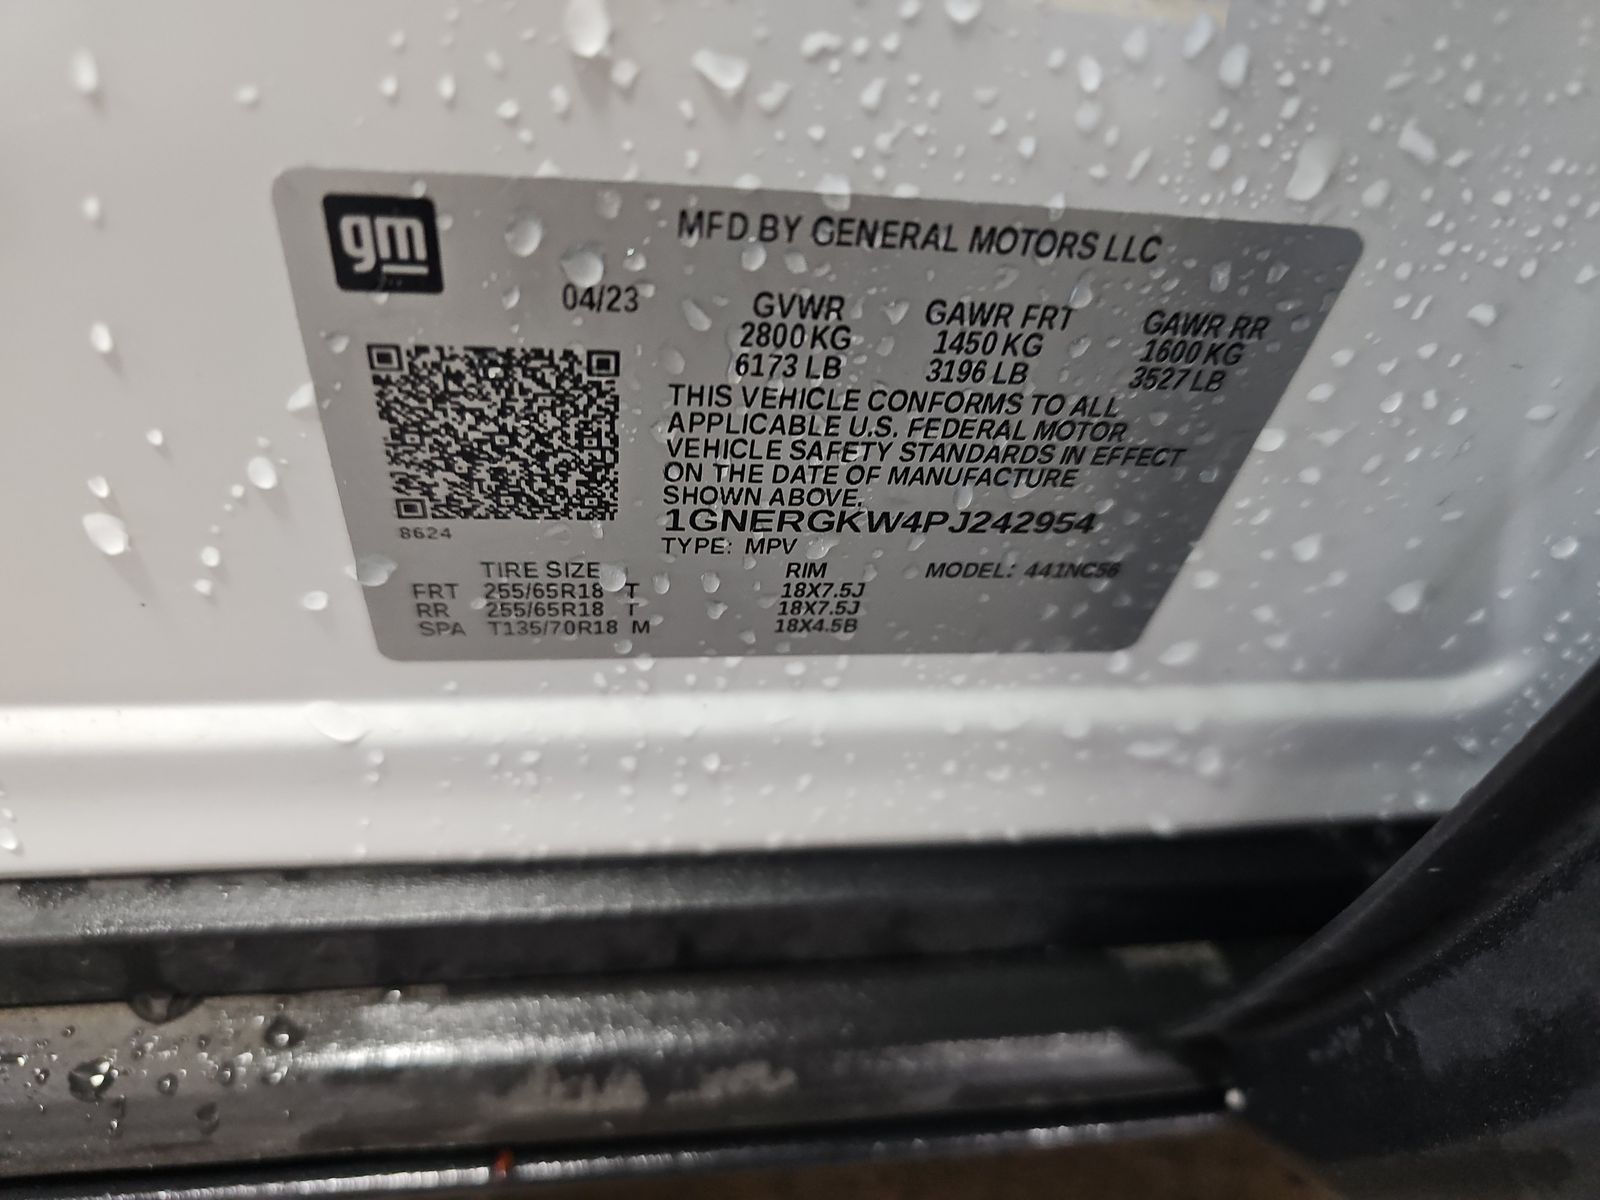 gm
MFD BY GENERAL MOTORS LLC
04/23
GVWR GAWR FRT GAWR RR
2800 KG 1450 KG 1600 KG
6173 LB 3196 LB 3527 LB
THIS VEHICLE CONFORMS TO ALL
APPLICABLE U.S. FEDERAL MOTOR
VEHICLE SAFETY STANDARDS IN EFFECT
ON THE DATE OF MANUFACTURE
SHOWN ABOVE.
1GNERGKW4PJ242954
8624
TYPE: MPV
TIRE SIZE RIM MODEL: 441NC56
FRT 255/65R18 T 18X7.5J
RR 255/65R18 T 18X7.5J
SPA T135/70R18 M 18X4.5B